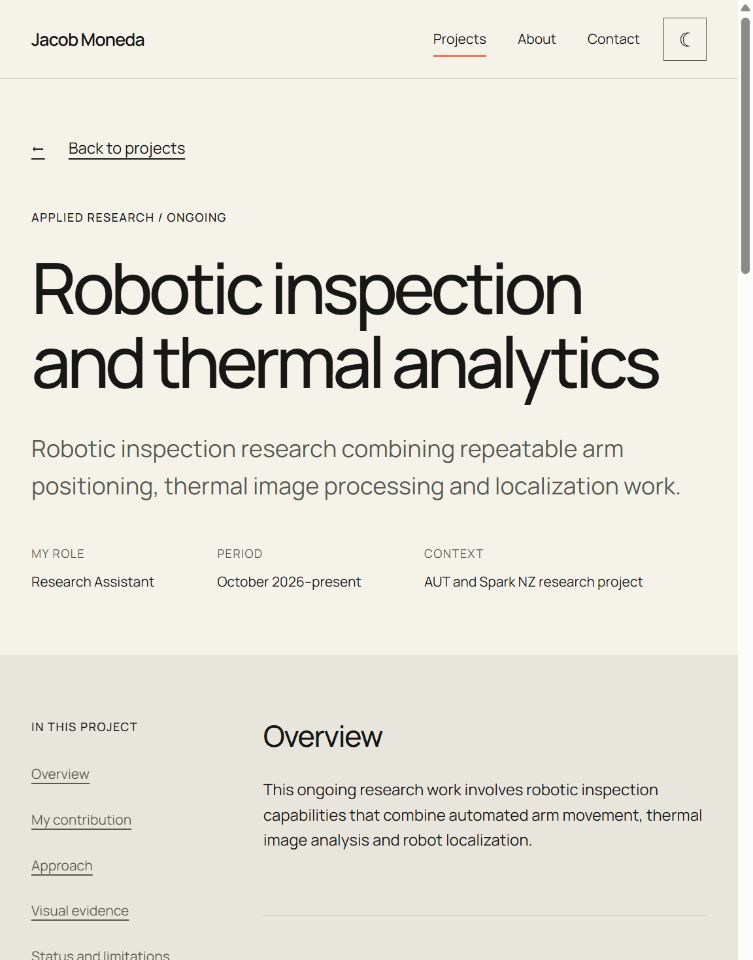 Jacob Moneda
Projects
About
Contact
← Back to projects
APPLIED RESEARCH / ONGOING
Robotic inspection
and thermal analytics
Robotic inspection research combining repeatable arm
positioning, thermal image processing and localization work.
MY ROLE
Research Assistant
PERIOD
October 2026–present
CONTEXT
AUT and Spark NZ research project
IN THIS PROJECT
Overview
My contribution
Approach
Visual evidence
Status and limitations
Overview
This ongoing research work involves robotic inspection
capabilities that combine automated arm movement, thermal
image analysis and robot localization.